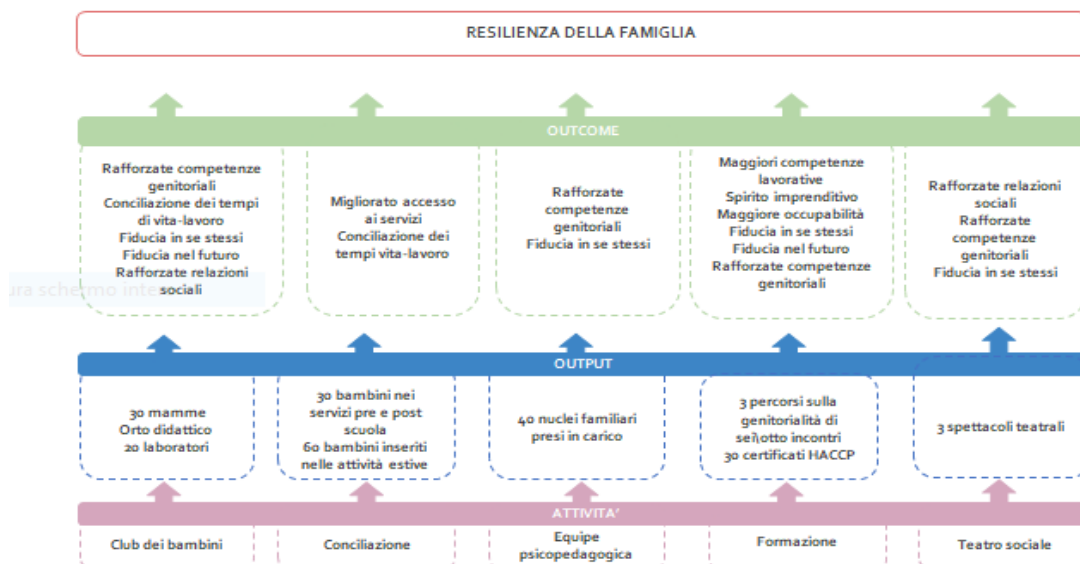 RESILIENZA DELLA FAMIGLIA
OUTCOME
Rafforzate competenze
genitoriali
Conciliazione dei tempi
di vita-lavoro
Fiducia in se stessi
Fiducia nel futuro
Rafforzate relazioni
sociali
Migliorato accesso
ai servizi
Conciliazione dei
tempi vita-lavoro
Rafforzate
competenze
genitoriali
Fiducia in se stessi
Maggiori competenze
lavorative
Spirito imprenditivo
Maggiore occupabilità
Fiducia in se stessi
Fiducia nel futuro
Rafforzate competenze
genitoriali
Rafforzate relazioni
sociali
Rafforzate
competenze
genitoriali
Fiducia in se stessi
schermo
OUTPUT
30 mamme
Orto didattico
20 laboratori
30 bambini nei
servizi pre e post
scuola
60 bambini inseriti
nelle attività estive
40 nuclei familiari
presi in carico
3 percorsi sulla
genitorialità di
sei\otto incontri
30 certificati HACCP
3 spettacoli teatrali
ATTIVITA'
Club dei bambini
Conciliazione
Equipe
psicopedagogica
Formazione
Teatro sociale